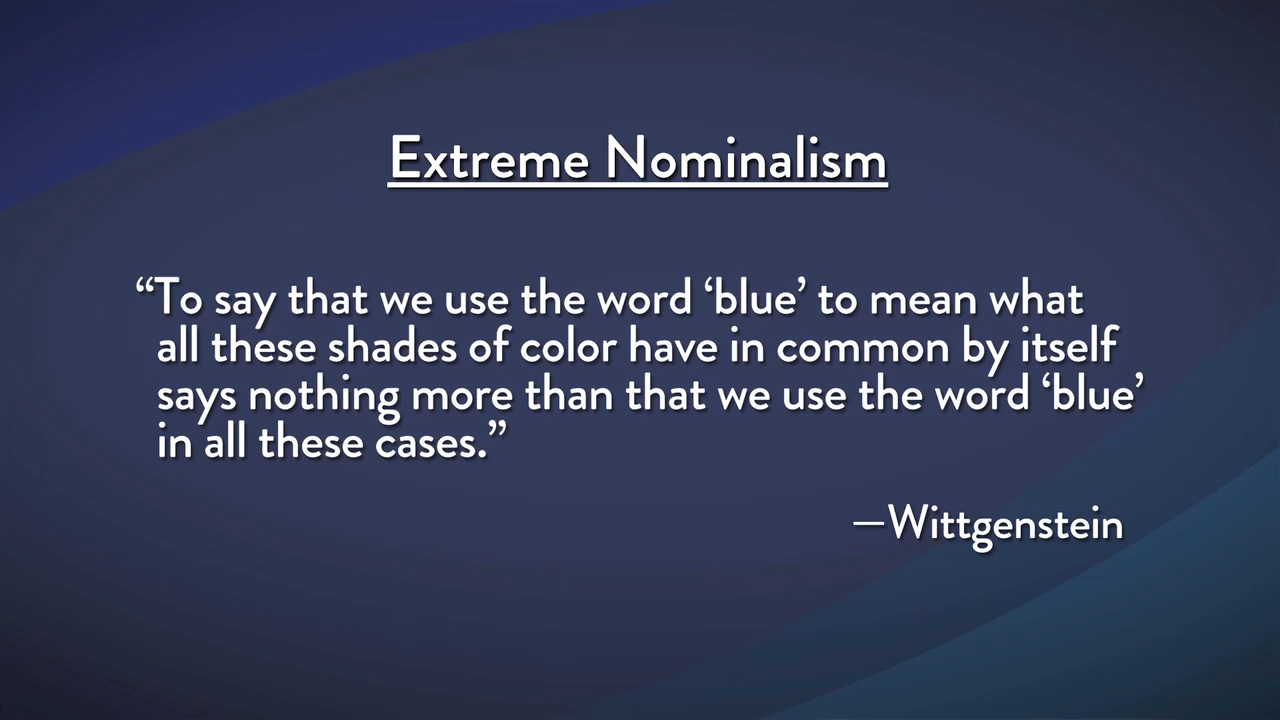 Extreme Nominalism
“To say that we use the word ‘blue’ to mean what
all these shades of color have in common by itself
says nothing more than that we use the word ‘blue’
in all these cases.”
—Wittgenstein